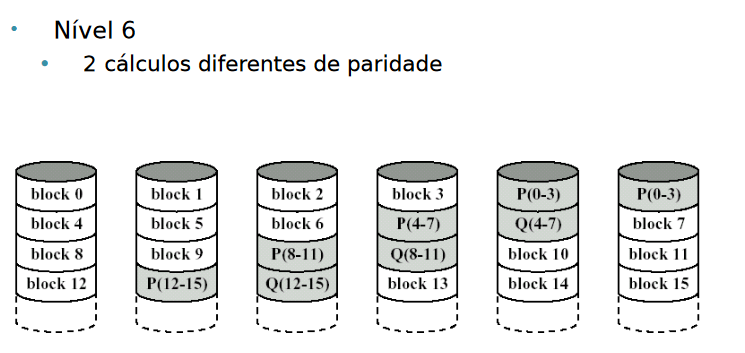 Nível 6
2 cálculos diferentes de paridade
block 0 block 1 block 2 block 3 P(0-3) P(0-3)
block 4 block 5 block 6 P(4-7) Q(4-7) block 7
block 8 block 9 P(8-11) Q(8-11) block 10 block 11
block 12 P(12-15) Q(12-15) block 13 block 14 block 15